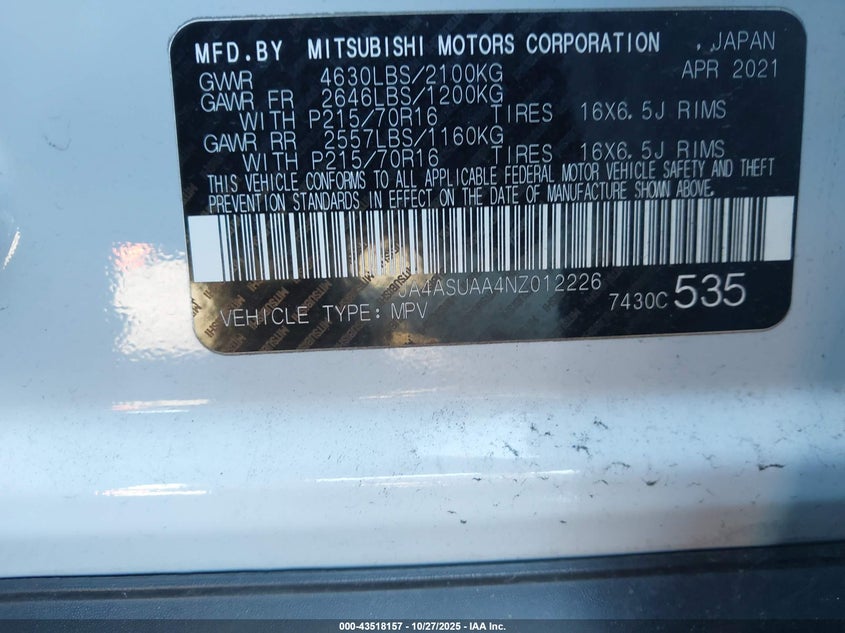 MFD.BY MITSUBISHI MOTORS CORPORATION , JAPAN
GVWR 4630LBS/2100KG APR 2021
GAWR FR 2646LBS/1200KG
WITH P215/70R16 TIRES 16X6.5J RIMS
GAWR RR 2557LBS/1160KG
WITH P215/70R16 TIRES 16X6.5J RIMS
THIS VEHICLE CONFORMS TO ALL APPLICABLE FEDERAL MOTOR VEHICLE SAFETY AND THEFT
PREVENTION STANDARDS IN EFFECT ON THE DATE OF MANUFACTURE SHOWN ABOVE.
JA4ASUAA4NZ012226
VEHICLE TYPE: MPV 7430C 535
000-43518157 - 10/27/2025 - IAA Inc.